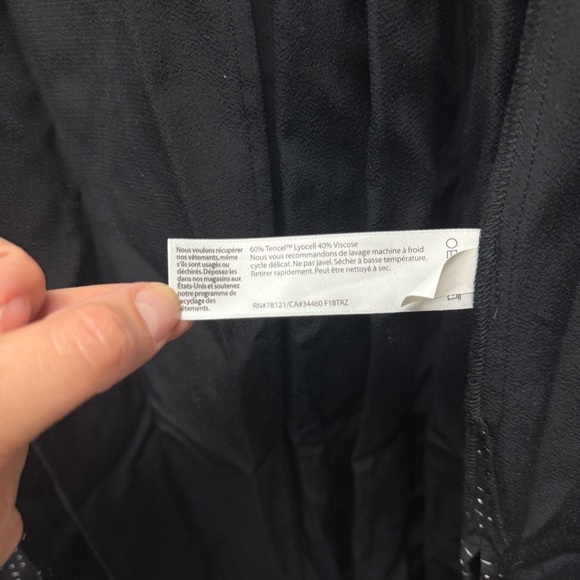 Nous voulons récupérer
nos vêtements, même
s'ils sont usagés ou
déchirés. Déposez-les
dans nos magasins aux
États-Unis et soutenez
notre programme de
recyclage des
vêtements.
60% Tencel™ Lyocell 40% Viscose
Nous vous recommandons de lavage machine à froid
cycle délicat. Ne pas javel. Sécher à basse température.
Retirer rapidement. Peut être nettoyé à sec.
RN#78121/CA#34460 F18TRZ